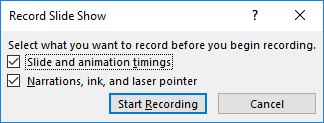 Record Slide Show
Select what you want to record before you begin recording.
Slide and animation timings
Narrations, ink, and laser pointer
Start Recording Cancel